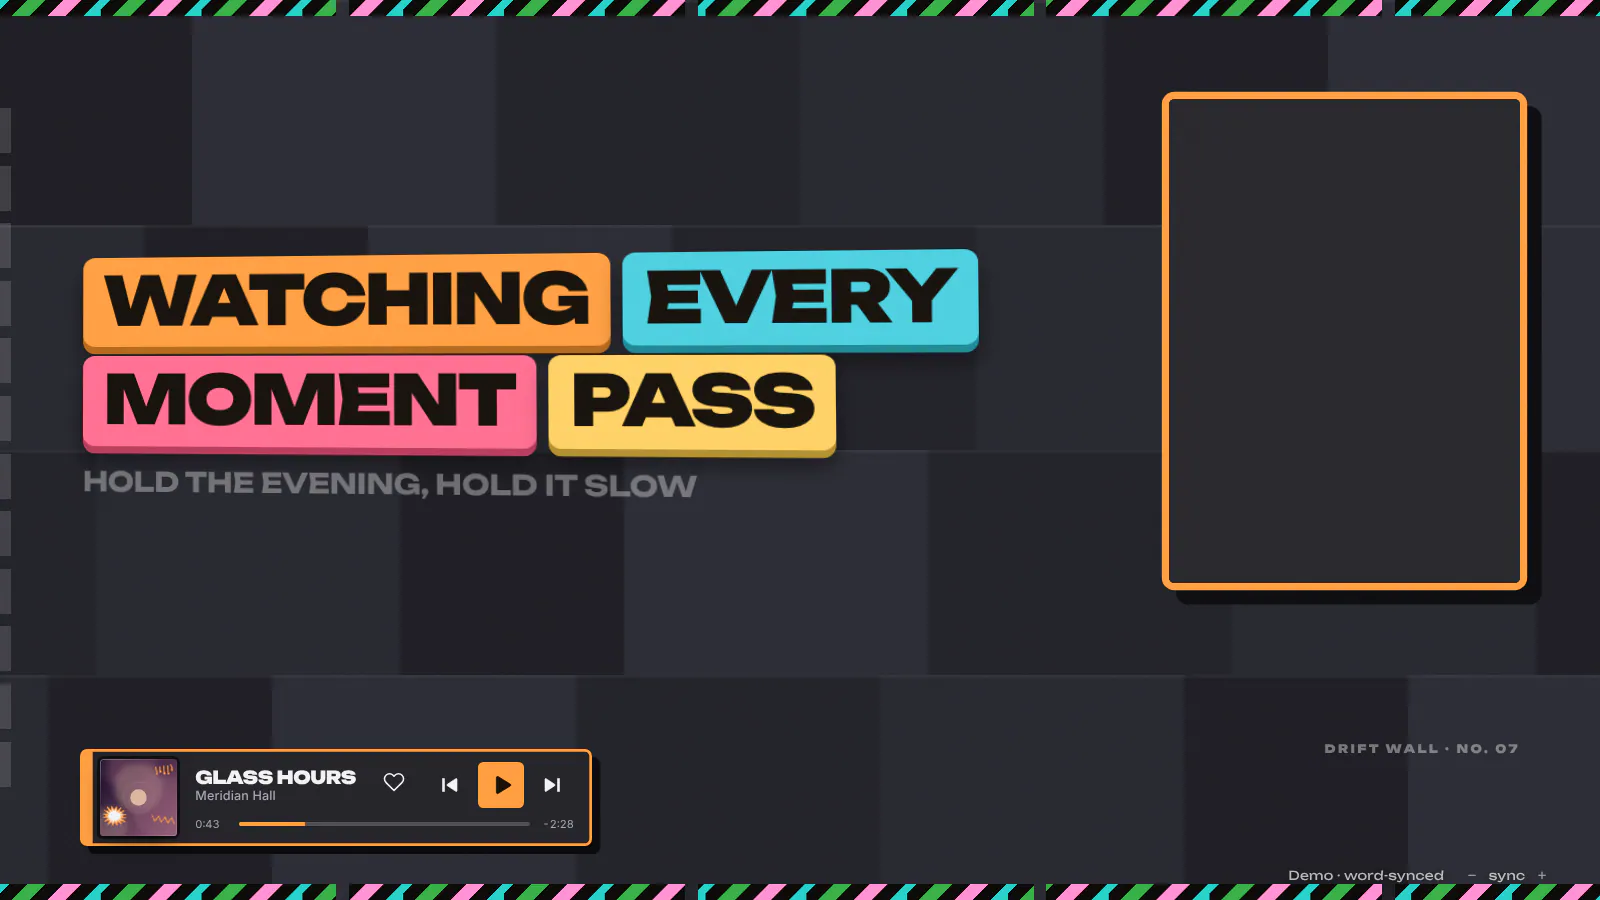 WATCHING EVERY
MOMENT PASS
HOLD THE EVENING, HOLD IT SLOW
GLASS HOURS
Meridian Hall
0:43
-2:28
DRIFT WALL · NO. 07
Demo · word-synced − sync +